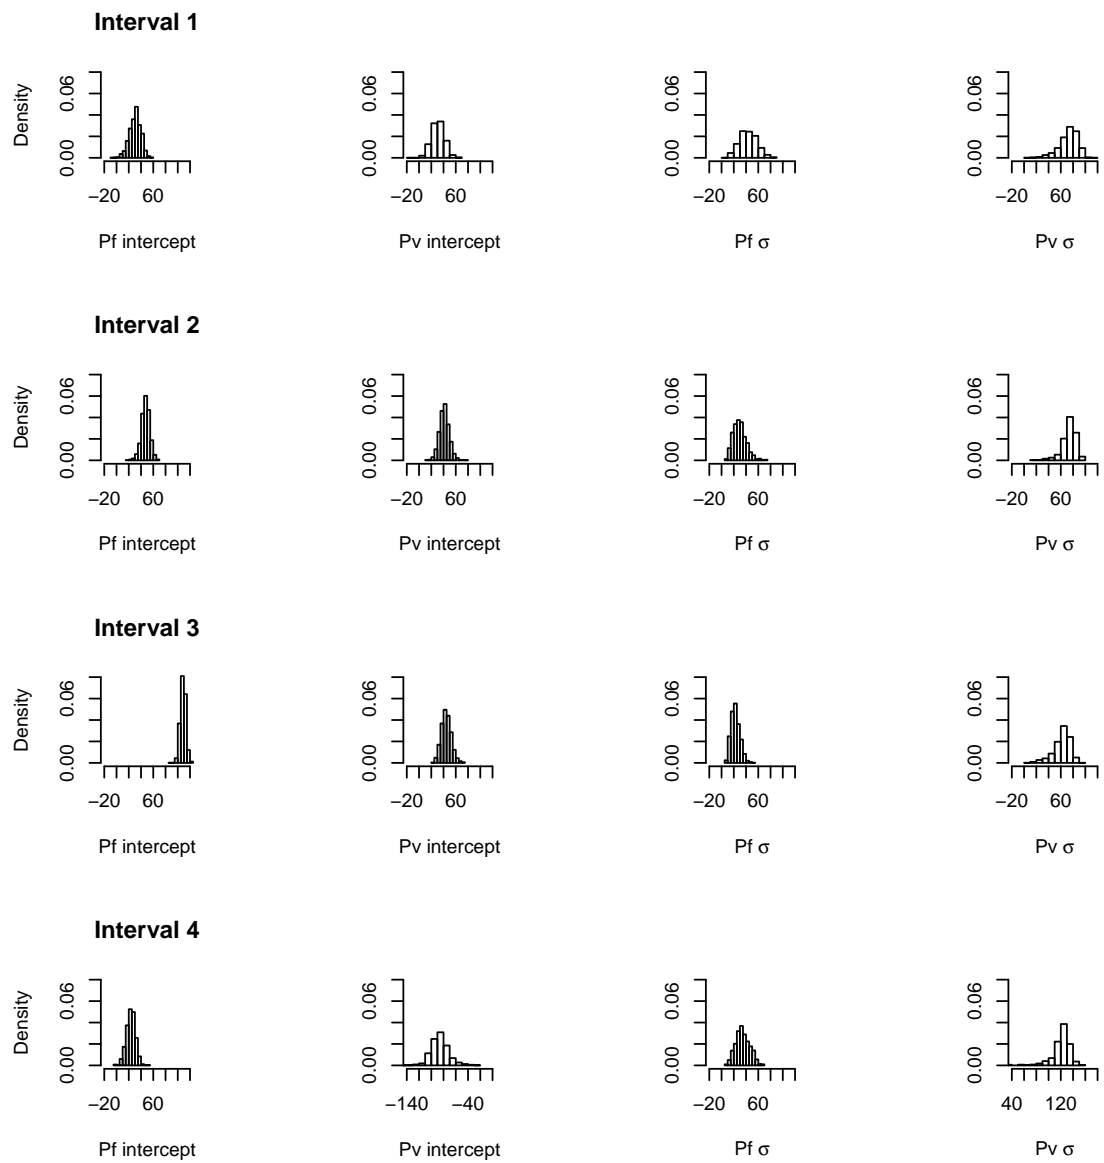 Interval 1
Density
0.00 0.06
0.00 0.06
0.00 0.06
0.00 0.06
−20 60
−20 60
−20 60
−20 60
Pf intercept
Pv intercept
Pf σ
Pv σ
Interval 2
Density
0.00 0.06
0.00 0.06
0.00 0.06
0.00 0.06
−20 60
−20 60
−20 60
−20 60
Pf intercept
Pv intercept
Pf σ
Pv σ
Interval 3
Density
0.00 0.06
0.00 0.06
0.00 0.06
0.00 0.06
−20 60
−20 60
−20 60
−20 60
Pf intercept
Pv intercept
Pf σ
Pv σ
Interval 4
Density
0.00 0.06
0.00 0.06
0.00 0.06
0.00 0.06
−20 60
−140 −40
−20 60
40 120
Pf intercept
Pv intercept
Pf σ
Pv σ